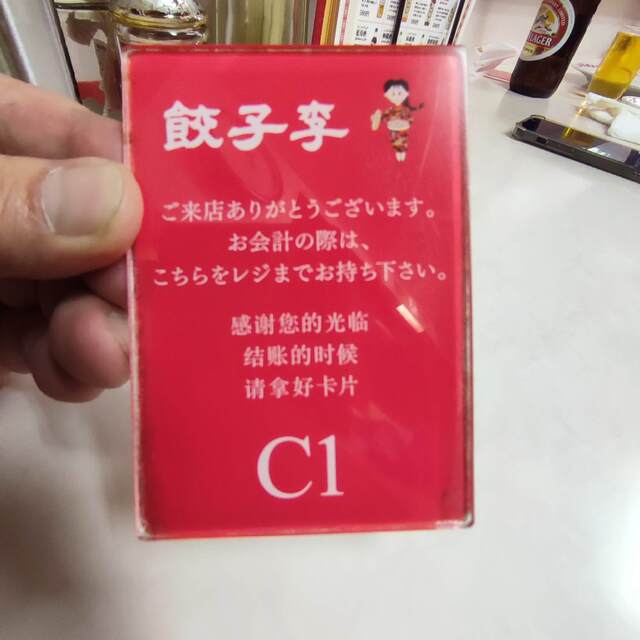 餃子李
ご来店ありがとうございます。
お会計の際は、
こちらをレジまでお持ち下さい。
感谢您的光临
结账的时候
请拿好卡片
C1
LAGER